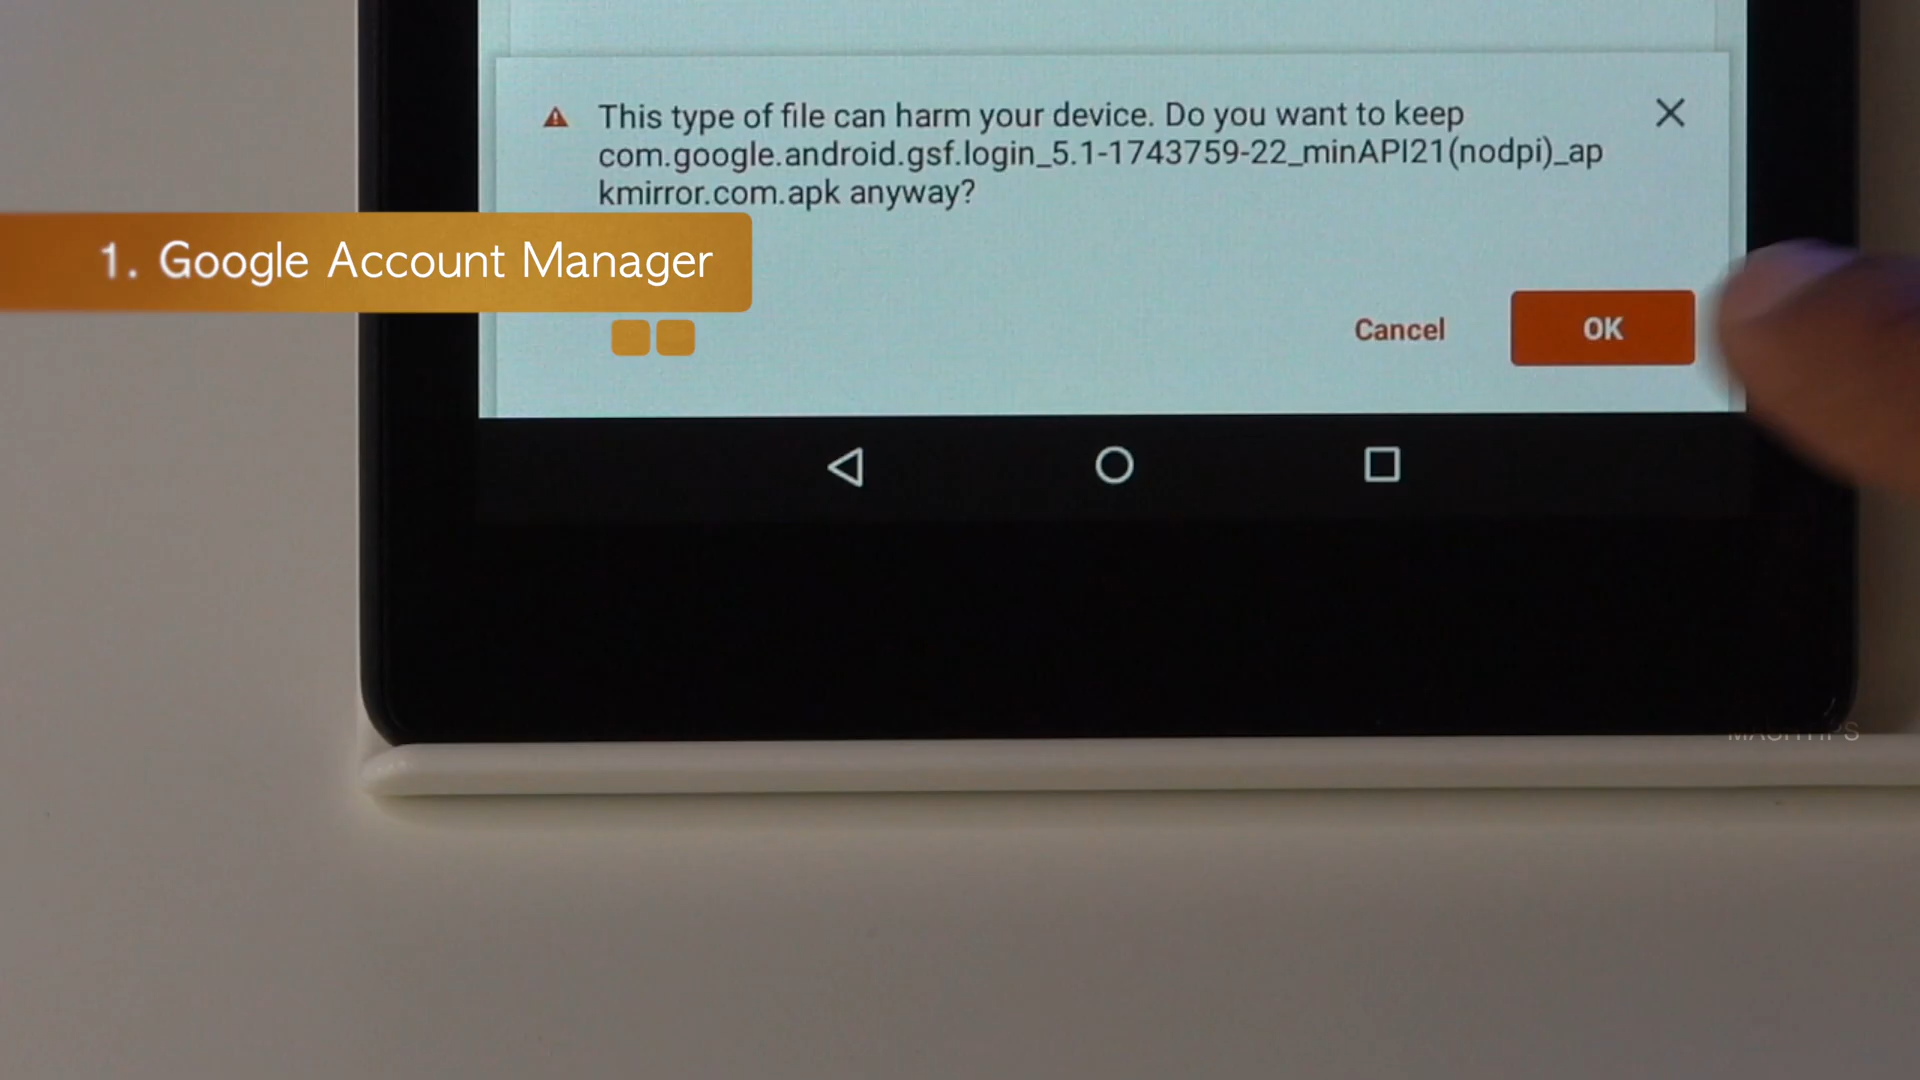 This type of file can harm your device. Do you want to keep
com.google.android.gsf.login_5.1-1743759-22_minAPI21(nodpi)_ap
kmirror.com.apk anyway?
1. Google Account Manager
Cancel
OK